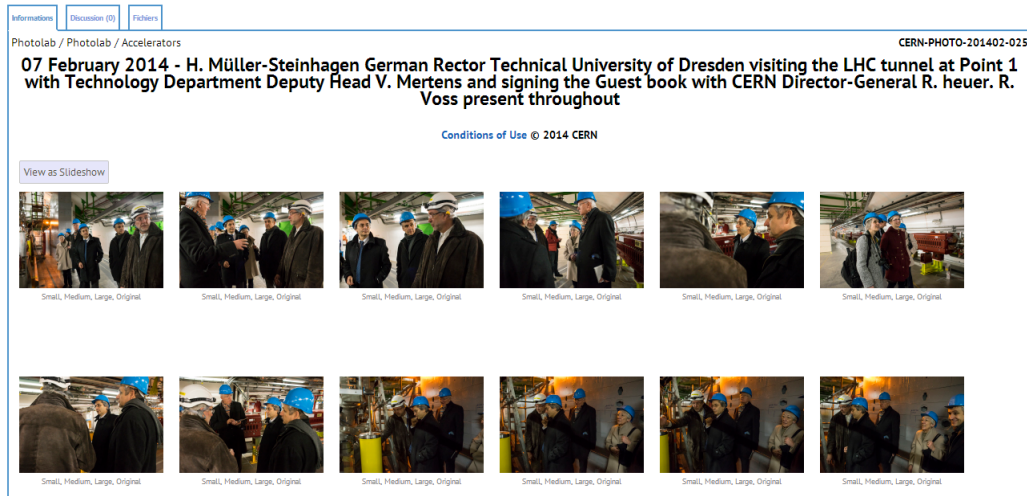 Informations
Discussion (0)
Fichiers
Photolab / Photolab / Accelerators
CERN-PHOTO-201402-025
07 February 2014 - H. Müller-Steinhagen German Rector Technical University of Dresden visiting the LHC tunnel at Point 1
with Technology Department Deputy Head V. Mertens and signing the Guest book with CERN Director-General R. heuer. R.
Voss present throughout
Conditions of Use © 2014 CERN
View as Slideshow
Small, Medium, Large, Original
Small, Medium, Large, Original
Small, Medium, Large, Original
Small, Medium, Large, Original
Small, Medium, Large, Original
Small, Medium, Large, Original
Small, Medium, Large, Original
Small, Medium, Large, Original
Small, Medium, Large, Original
Small, Medium, Large, Original
Small, Medium, Large, Original
Small, Medium, Large, Original